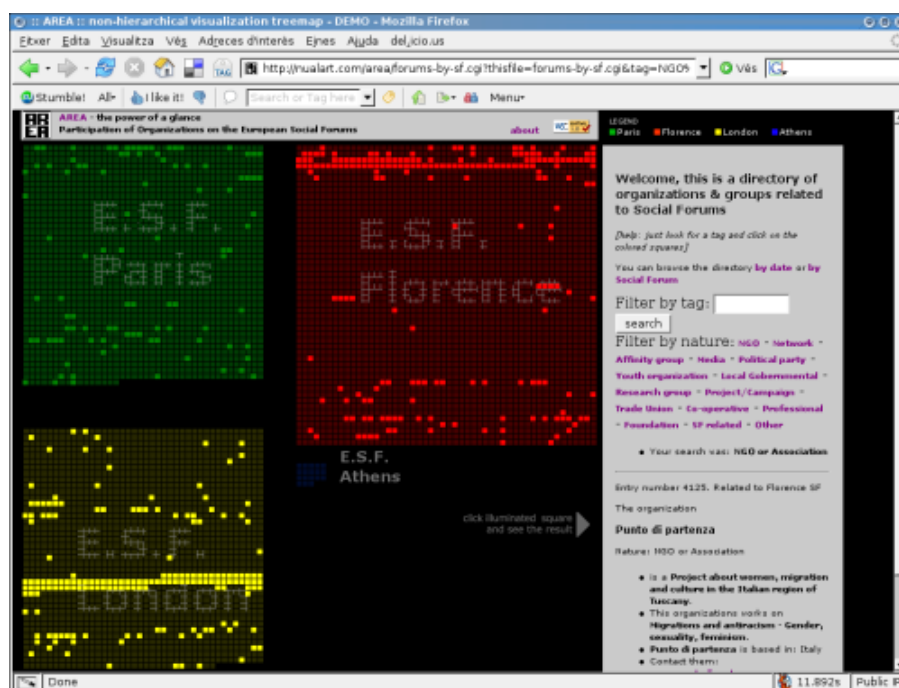 :: AREA :: non-hierarchical visualization treemap - DEMO - Mozilla Firefox
Fitxer Edita Visualitza Vés Adreces d'interès Eines Ajuda del.icio.us
http://nualart.com/area/forums-by-sf.cgi?thisfile=forums-by-sf.cgi&tag=NGO Vés
Stumble! All I like it! Search or Tag here Menu
AREA - the power of a glance
Participation of Organizations on the European Social Forums
about
LEGEND
Paris Florence London Athens
E.S.F.
Paris
E.S.F.
Florence
E.S.F.
London
E.S.F.
Athens
click illuminated square
and see the result
Welcome, this is a directory of
organizations & groups related
to Social Forums
[help: just look for a tag and click on the
colored squares]
You can browse the directory by date or by
Social Forum
Filter by tag:
search
Filter by nature: NGO - Network -
Affinity group - Media - Political party -
Youth organization - Local Gobernmental -
Research group - Project/Campaign -
Trade Union - Co-operative - Professional
- Foundation - SF related - Other
Your search was: NGO or Association
Entry number 4125. Related to Florence SF
The organization
Punto di partenza
Nature: NGO or Association
is a Project about women, migration
and culture in the Italian region of
Tuscany.
This organizations works on
Migrations and antiracism - Gender,
sexuality, feminism.
Punto di partenza is based in: Italy
Contact them:
Done
11.892s Public IP